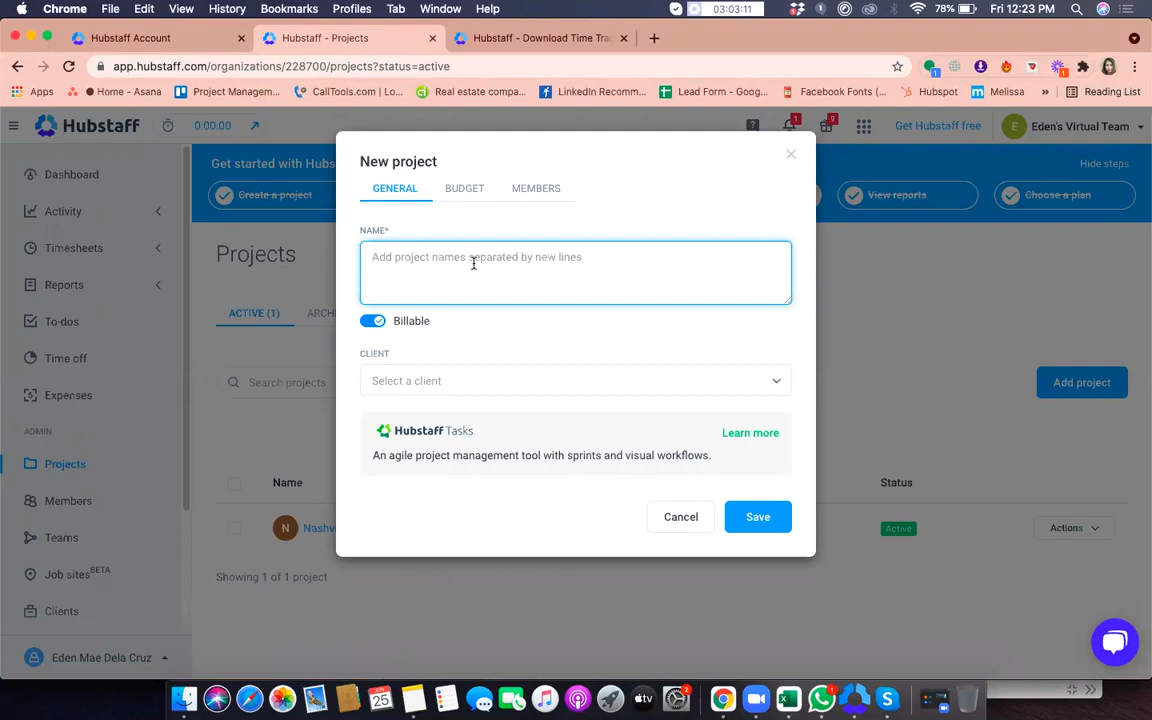 Chrome File Edit View History Bookmarks Profiles Tab Window Help 03:03:11 78% Fri 12:23 PM
Hubstaff Account Hubstaff - Projects Hubstaff - Download Time Tra
app.hubstaff.com/organizations/228700/projects?status=active
Apps Home - Asana Project Managem... CallTools.com | Lo... Real estate compa... LinkedIn Recomm... Lead Form - Goog... Facebook Fonts (... Hubspot Melissa Reading List
Hubstaff 0:00:00 Get Hubstaff free E Eden's Virtual Team
Get started with Hubs Hide steps
Create a project View reports Choose a plan
Dashboard
Activity
Timesheets
Reports
To-dos
Time off
Expenses
ADMIN
Projects
Members
Teams
Job sites BETA
Clients
Eden Mae Dela Cruz
Projects
ACTIVE (1) ARCH
Search projects Add project
Name Status
N Nashv Active Actions
Showing 1 of 1 project
New project
GENERAL BUDGET MEMBERS
NAME*
Add project names separated by new lines
Billable
CLIENT
Select a client
Hubstaff Tasks Learn more
An agile project management tool with sprints and visual workflows.
Cancel Save